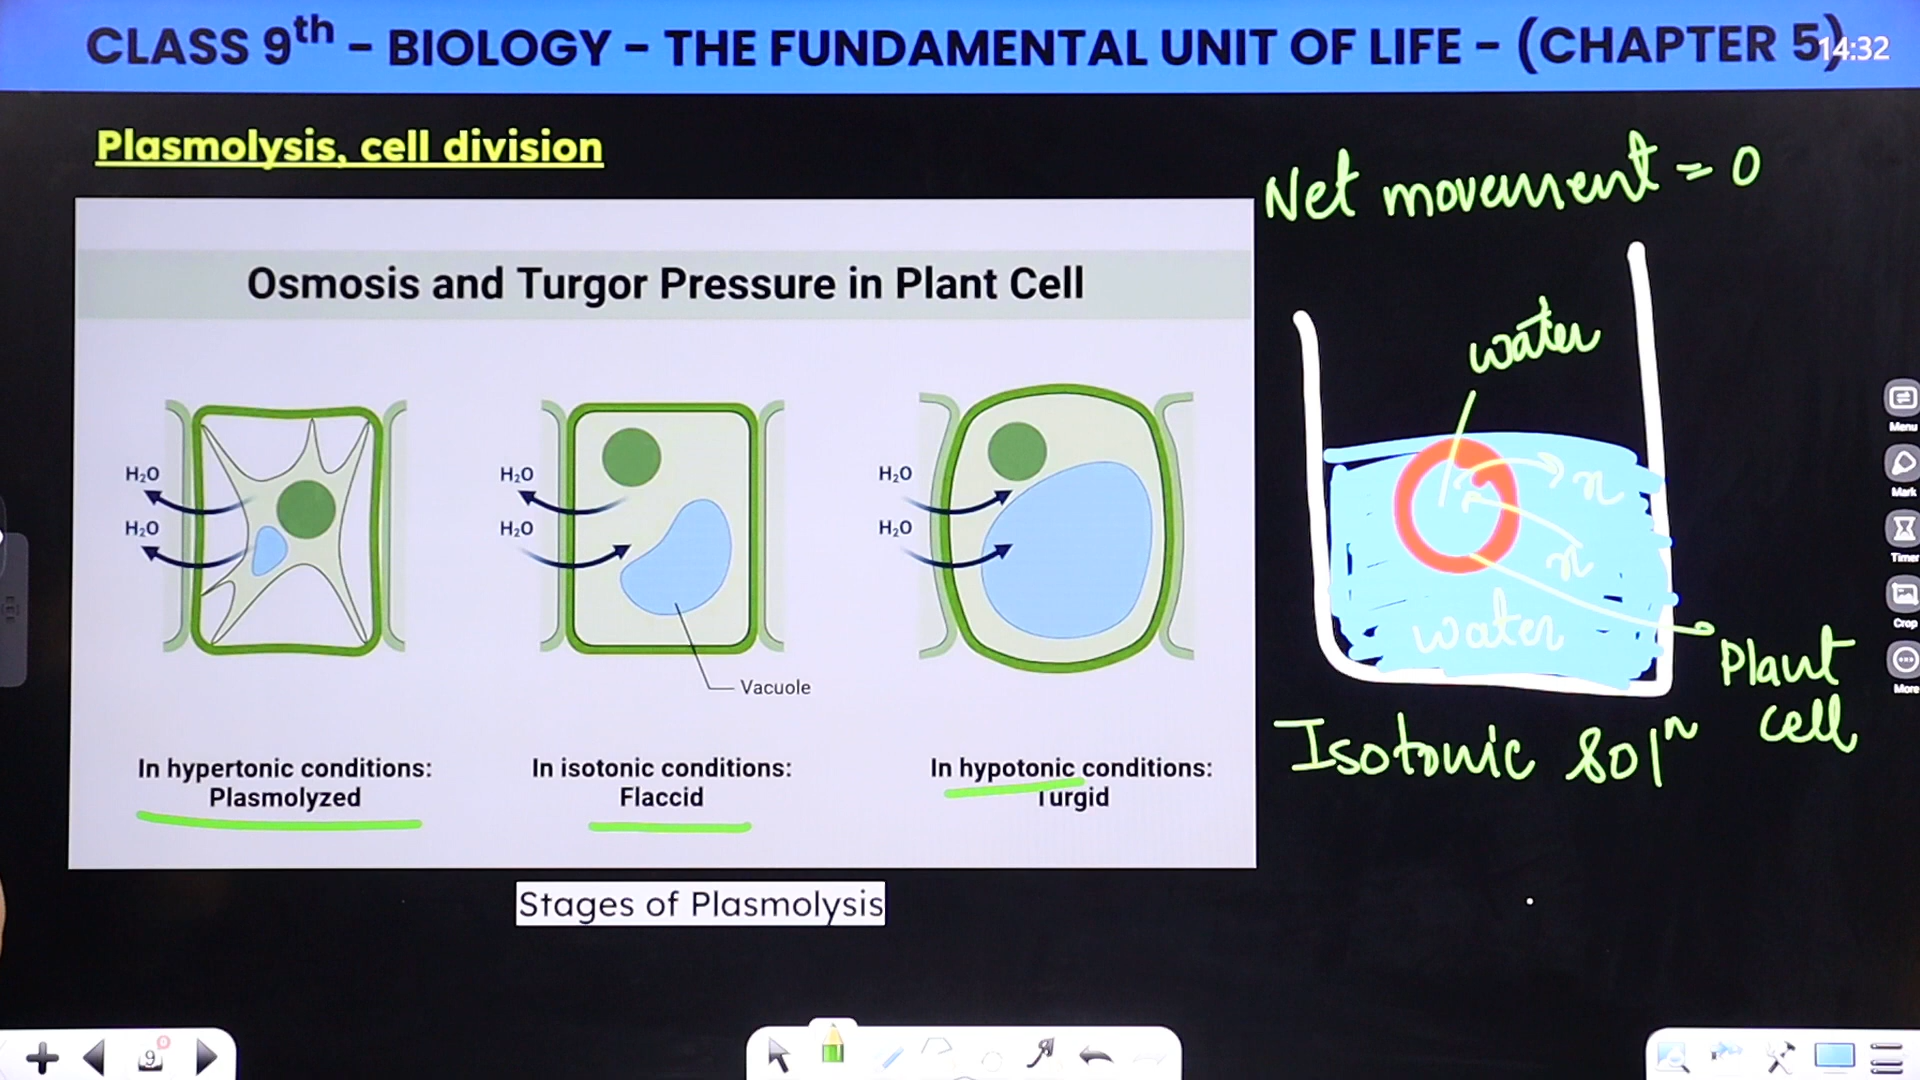 CLASS 9th - BIOLOGY - THE FUNDAMENTAL UNIT OF LIFE - (CHAPTER 5)
14:32
Plasmolysis, cell division
Net movement = 0
Osmosis and Turgor Pressure in Plant Cell
water
H₂O
H₂O
H₂O
H₂O
H₂O
H₂O
Vacuole
In hypertonic conditions:
Plasmolyzed
In isotonic conditions:
Flaccid
In hypotonic conditions:
Turgid
Stages of Plasmolysis
x
x
water
Plant
cell
Isotonic solⁿ
Menu
Mark
Timer
Crop
More
9